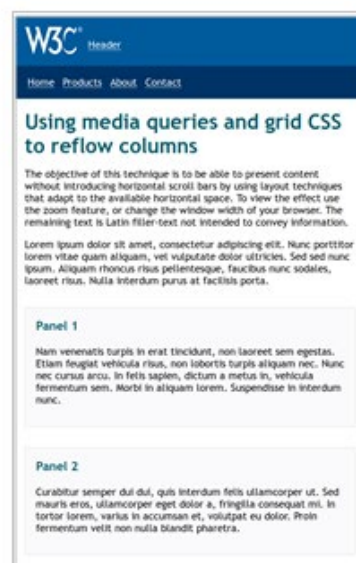 W3C® Header
Home Products About Contact
Using media queries and grid CSS
to reflow columns
The objective of this technique is to be able to present content
without introducing horizontal scroll bars by using layout techniques
that adapt to the available horizontal space. To view the effect use
the zoom feature, or change the window width of your browser. The
remaining text is Latin filler-text not intended to convey information.
Lorem ipsum dolor sit amet, consectetur adipiscing elit. Nunc porttitor
lorem vitae quam aliquam, vel vulputate dolor ultricies. Sed sed nunc
ipsum. Aliquam rhoncus risus pellentesque, faucibus nunc sodales,
laoreet risus. Nulla interdum purus at facilisis porta.
Panel 1
Nam venenatis turpis in erat tincidunt, non laoreet sem egestas.
Etiam feugiat vehicula risus, non lobortis turpis aliquam nec. Nunc
nec cursus arcu. In felis sapien, dictum a metus in, vehicula
fermentum sem. Morbi in aliquam lorem. Suspendisse in interdum
nunc.
Panel 2
Curabitur semper dui dui, quis interdum felis ullamcorper ut. Sed
mauris eros, ullamcorper eget dolor a, fringilla consequat mi. In
tortor lorem, varius in accumsan et, volutpat eu dolor. Proin
fermentum velit non nulla blandit pharetra.